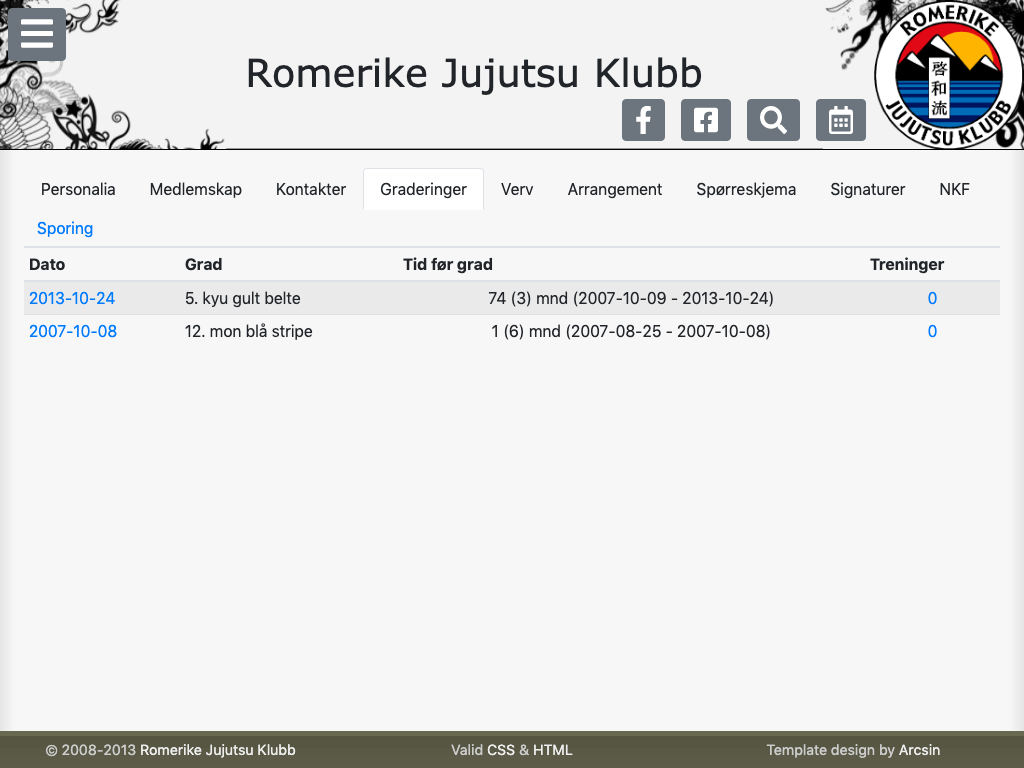 Romerike Jujutsu Klubb
ROMERIKE
啓和流
JUJUTSU KLUBB
Personalia Medlemskap Kontakter Graderinger Verv Arrangement Spørreskjema Signaturer NKF
Sporing
Dato Grad Tid før grad Treninger
2013-10-24 5. kyu gult belte 74 (3) mnd (2007-10-09 - 2013-10-24) 0
2007-10-08 12. mon blå stripe 1 (6) mnd (2007-08-25 - 2007-10-08) 0
© 2008-2013 Romerike Jujutsu Klubb Valid CSS & HTML Template design by Arcsin